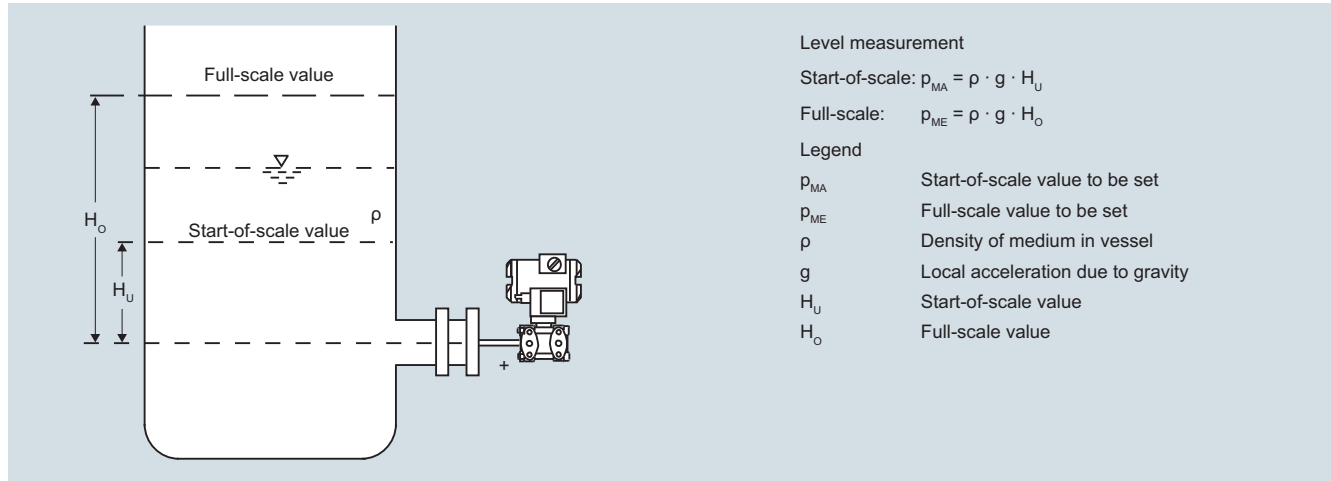 Full-scale value
Start-of-scale value
ρ
H_O
H_U
+
Level measurement
Start-of-scale: p_MA = ρ · g · H_U
Full-scale: p_ME = ρ · g · H_O
Legend
p_MA Start-of-scale value to be set
p_ME Full-scale value to be set
ρ Density of medium in vessel
g Local acceleration due to gravity
H_U Start-of-scale value
H_O Full-scale value